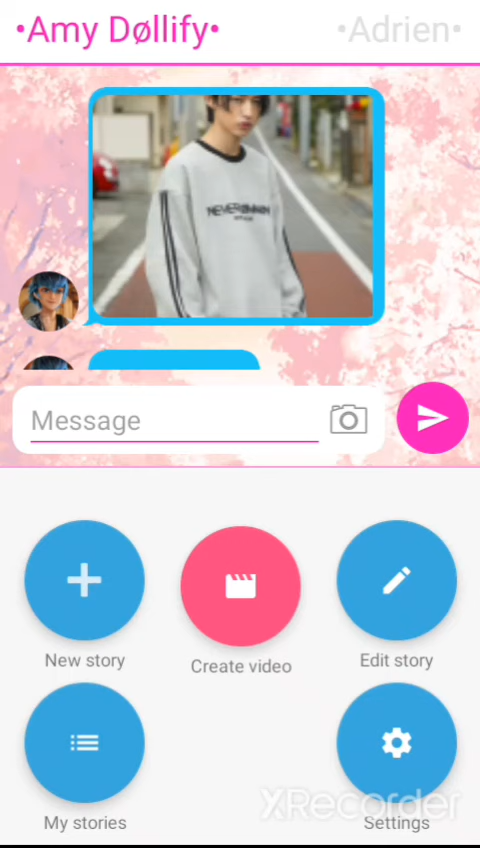 •Amy Døllify•
•Adrien•
Message
New story
Create video
Edit story
My stories
Settings
XRecorder